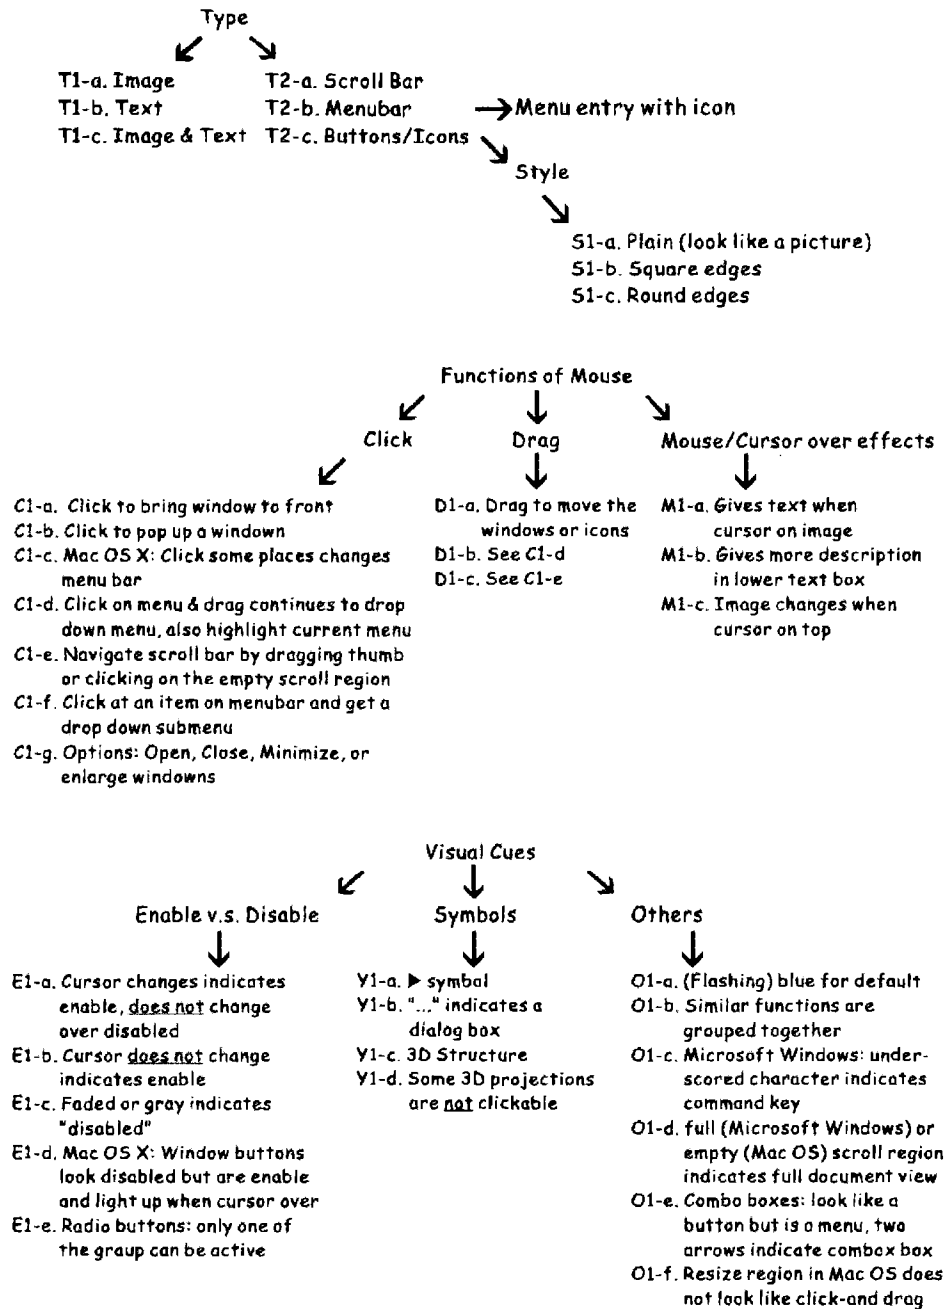 Type
T1-a. Image
T1-b. Text
T1-c. Image & Text
T2-a. Scroll Bar
T2-b. Menubar
T2-c. Buttons/Icons
Menu entry with icon
Style
S1-a. Plain (look like a picture)
S1-b. Square edges
S1-c. Round edges
Functions of Mouse
Click
C1-a. Click to bring window to front
C1-b. Click to pop up a windown
C1-c. Mac OS X: Click some places changes
menu bar
C1-d. Click on menu & drag continues to drop
down menu, also highlight current menu
C1-e. Navigate scroll bar by dragging thumb
or clicking on the empty scroll region
C1-f. Click at an item on menubar and get a
drop down submenu
C1-g. Options: Open, Close, Minimize, or
enlarge windowns
Drag
D1-a. Drag to move the
windows or icons
D1-b. See C1-d
D1-c. See C1-e
Mouse/Cursor over effects
M1-a. Gives text when
cursor on image
M1-b. Gives more description
in lower text box
M1-c. Image changes when
cursor on top
Visual Cues
Enable v.s. Disable
E1-a. Cursor changes indicates
enable, does not change
over disabled
E1-b. Cursor does not change
indicates enable
E1-c. Faded or gray indicates
"disabled"
E1-d. Mac OS X: Window buttons
look disabled but are enable
and light up when cursor over
E1-e. Radio buttons: only one of
the group can be active
Symbols
Y1-a. ▶ symbol
Y1-b. "..." indicates a
dialog box
Y1-c. 3D Structure
Y1-d. Some 3D projections
are not clickable
Others
O1-a. (Flashing) blue for default
O1-b. Similar functions are
grouped together
O1-c. Microsoft Windows: under-
scored character indicates
command key
O1-d. full (Microsoft Windows) or
empty (Mac OS) scroll region
indicates full document view
O1-e. Combo boxes: look like a
button but is a menu, two
arrows indicate combox box
O1-f. Resize region in Mac OS does
not look like click-and drag